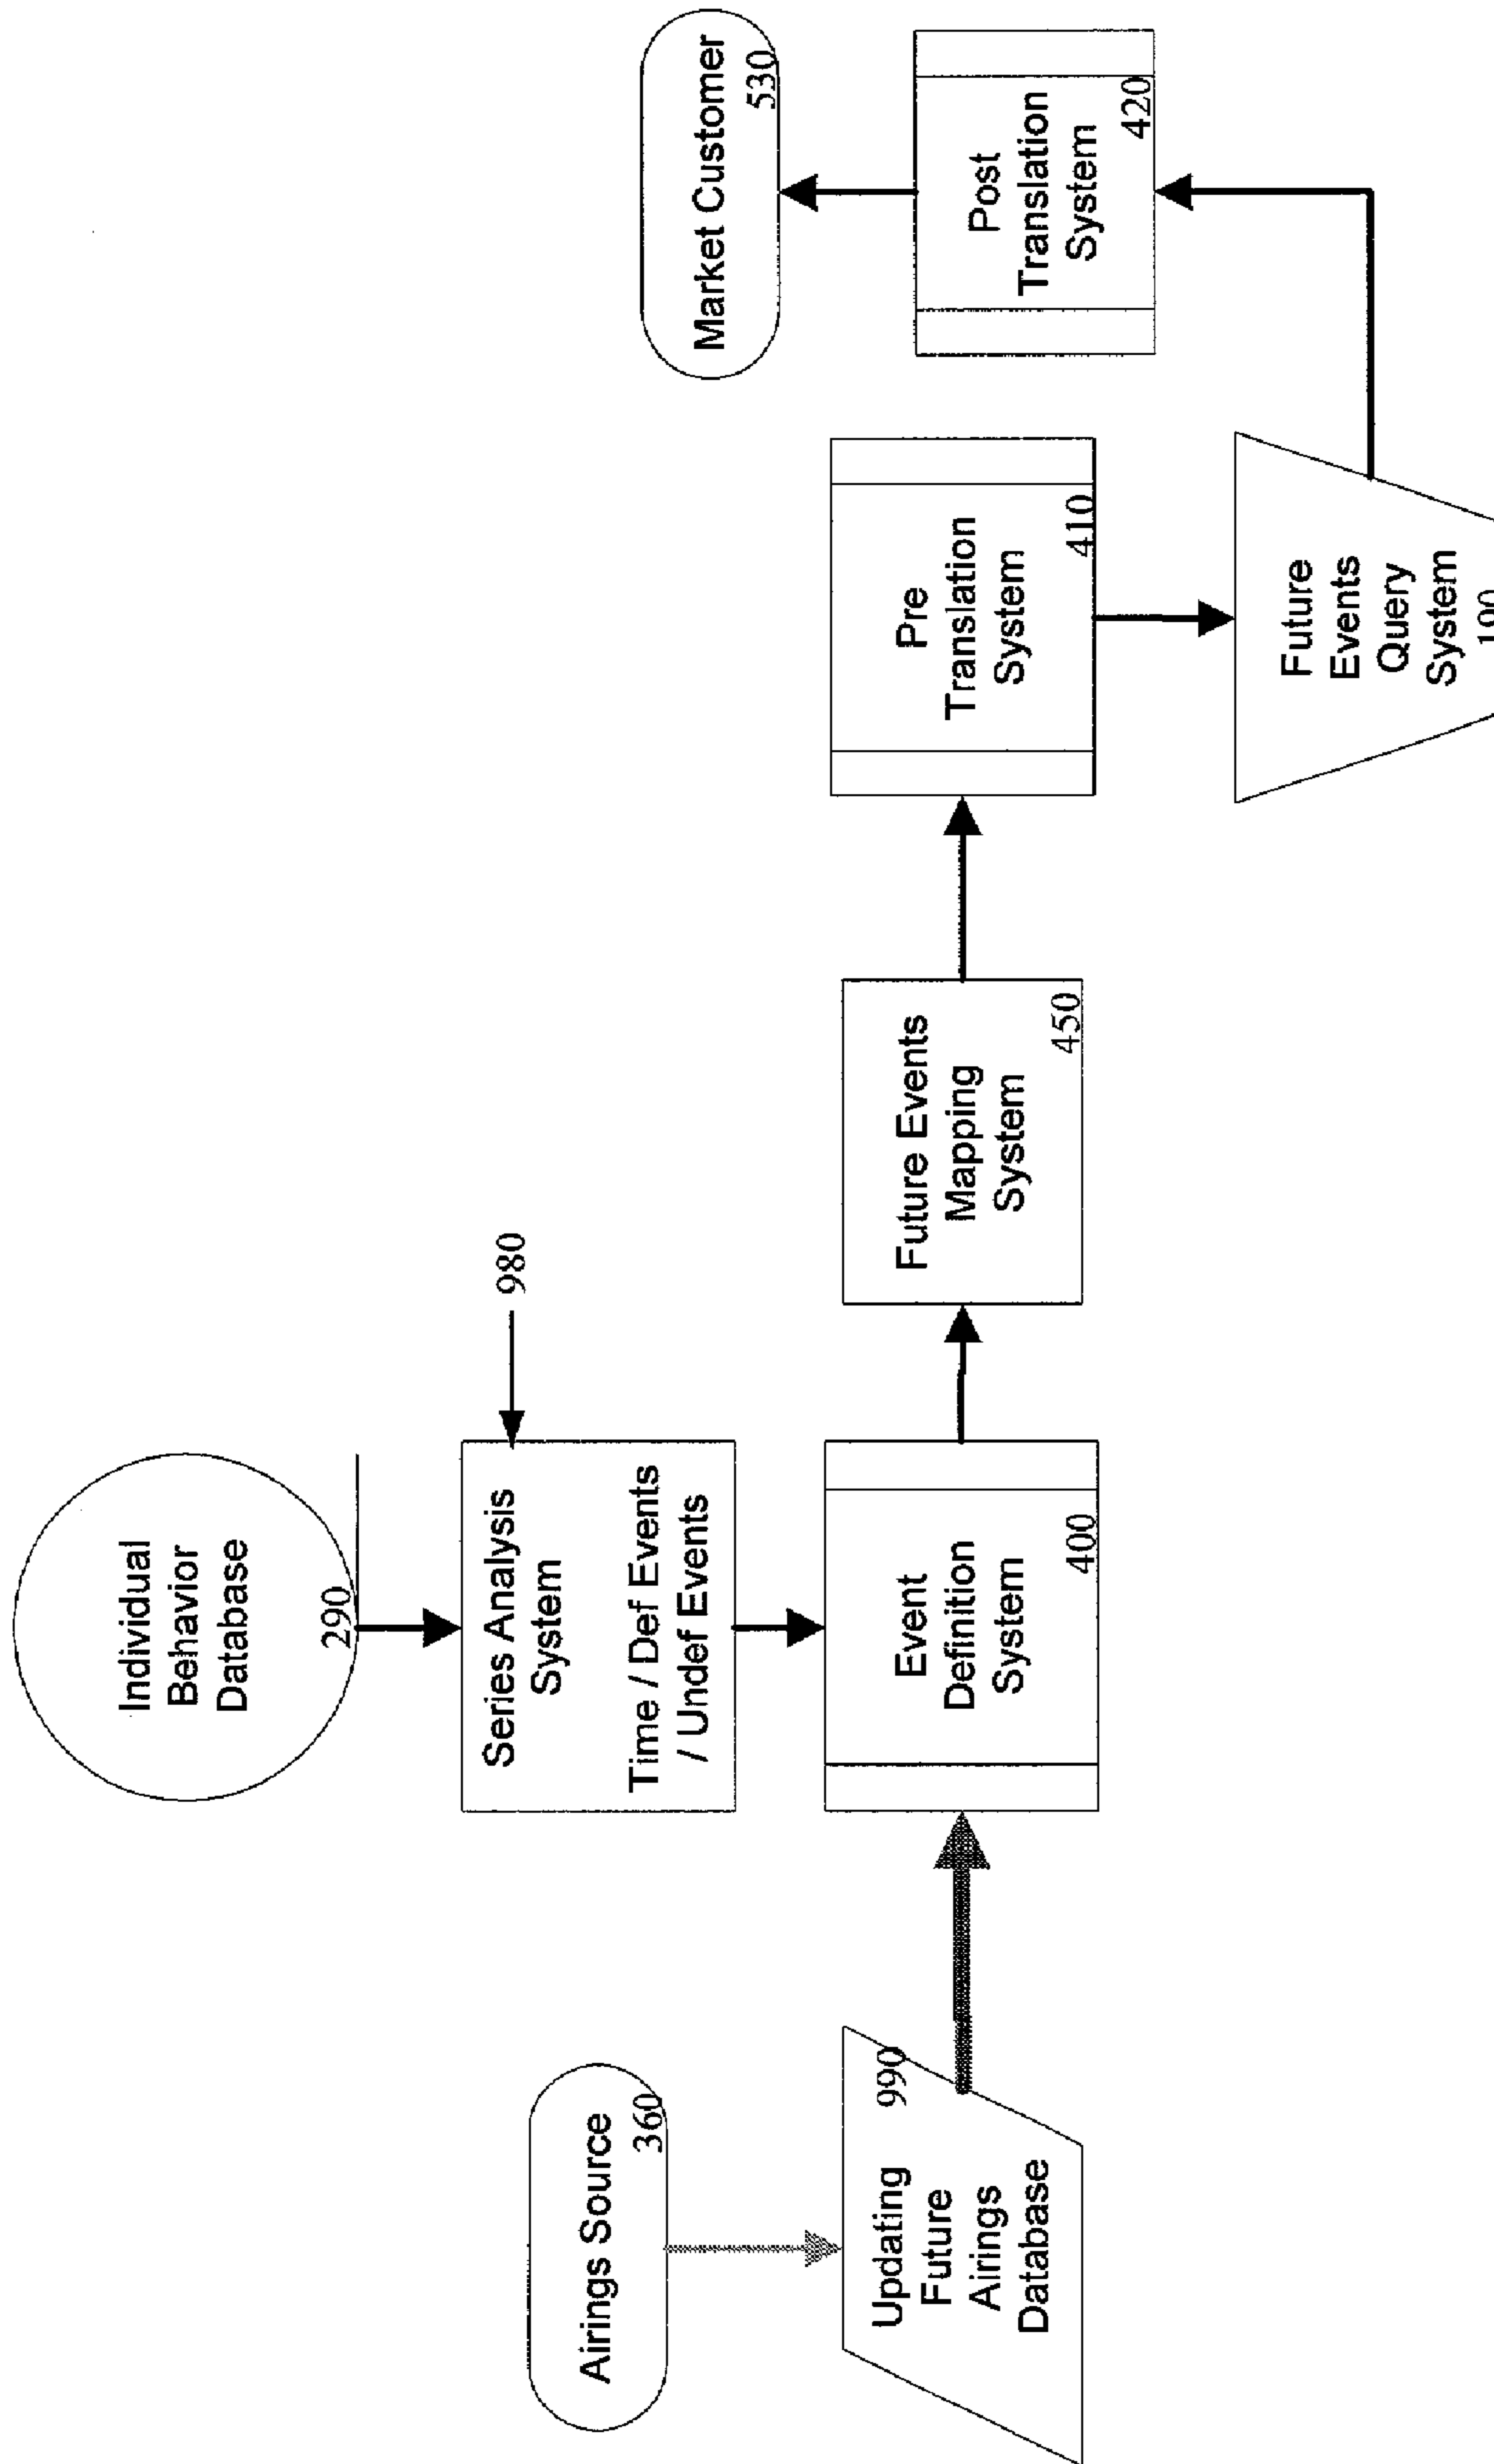 Individual
Behavior
Database
290
Series Analysis
System
Time / Def Events
/ Undef Events
980
Airings Source
360
Updating
Future
Airings
Database
990
Event
Definition
System
400
Future Events
Mapping
System
450
Pre
Translation
System
410
Future
Events
Query
System
Post
Translation
System
420
Market Customer
530